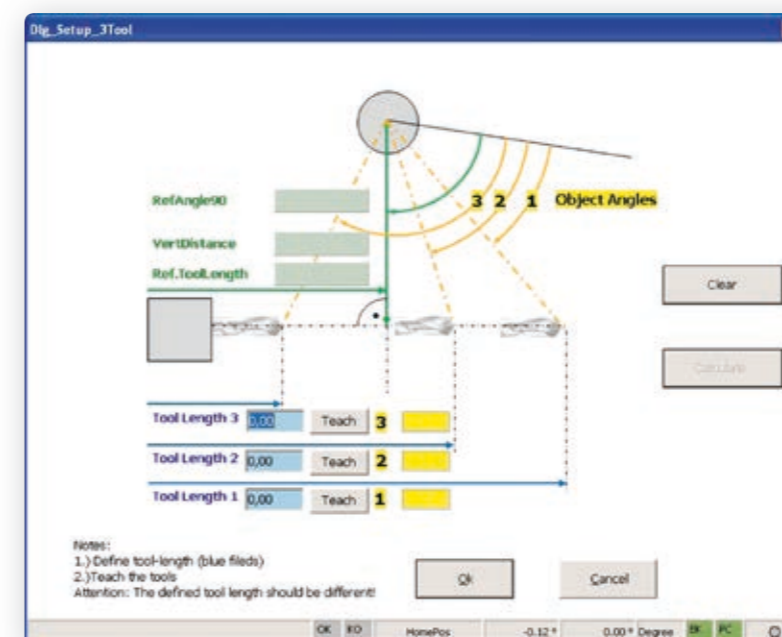 Dlg_Setup_3Tool
RefAngle90
3 2 1 Object Angles
VertDistance
Ref.ToolLength
Clear
Calculate
Tool Length 3 0,00 Teach 3
Tool Length 2 0,00 Teach 2
Tool Length 1 0,00 Teach 1
Notes:
1.) Define tool-length (blue fileds)
2.)Teach the tools
Attention: The defined tool length should be different!
Ok
Cancel
OK KO HomePos -0.12 ° 0.00 ° Degree BK PC